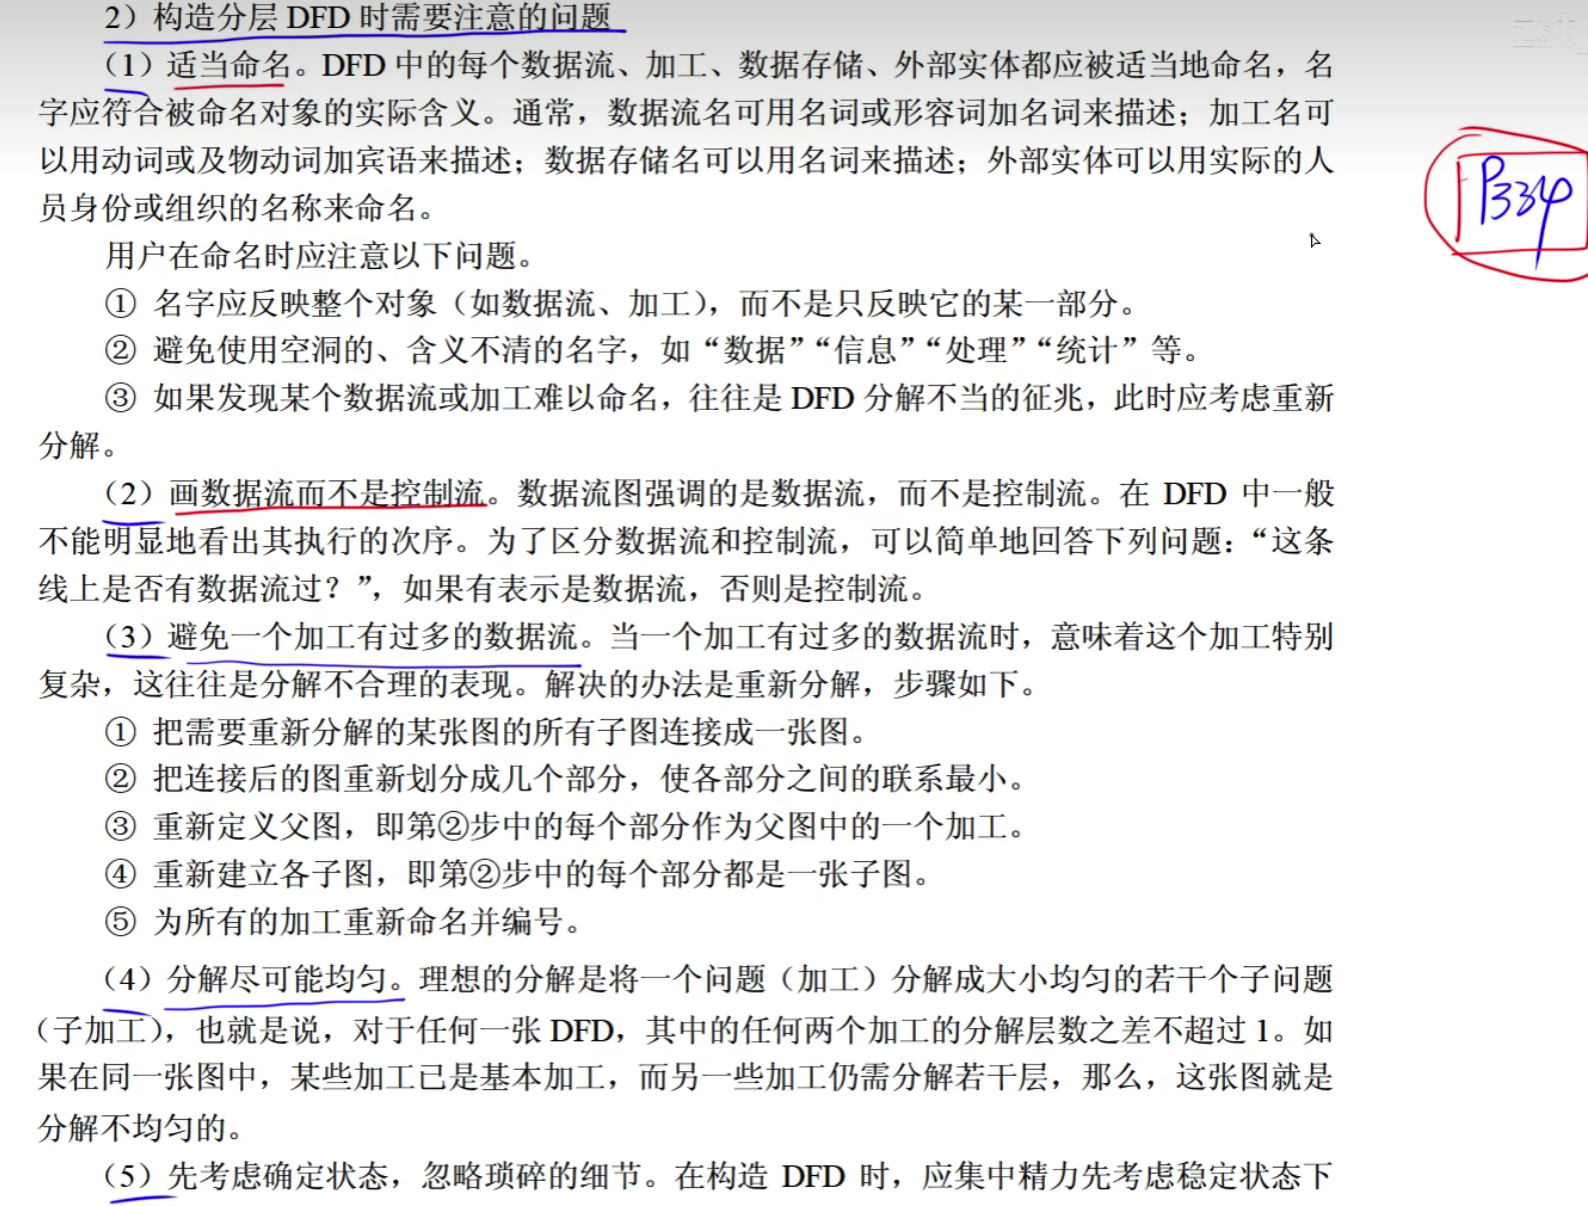 2）构造分层 DFD 时需要注意的问题
（1）适当命名。DFD 中的每个数据流、加工、数据存储、外部实体都应被适当地命名，名
字应符合被命名对象的实际含义。通常，数据流名可用名词或形容词加名词来描述；加工名可
以用动词或及物动词加宾语来描述；数据存储名可以用名词来描述；外部实体可以用实际的人
员身份或组织的名称来命名。
P334
用户在命名时应注意以下问题。
① 名字应反映整个对象（如数据流、加工），而不是只反映它的某一部分。
② 避免使用空洞的、含义不清的名字，如“数据”“信息”“处理”“统计”等。
③ 如果发现某个数据流或加工难以命名，往往是 DFD 分解不当的征兆，此时应考虑重新
分解。
（2）画数据流而不是控制流。数据流图强调的是数据流，而不是控制流。在 DFD 中一般
不能明显地看出其执行的次序。为了区分数据流和控制流，可以简单地回答下列问题：“这条
线上是否有数据流过？”，如果有表示是数据流，否则是控制流。
（3）避免一个加工有过多的数据流。当一个加工有过多的数据流时，意味着这个加工特别
复杂，这往往是分解不合理的表现。解决的办法是重新分解，步骤如下。
① 把需要重新分解的某张图的所有子图连接成一张图。
② 把连接后的图重新划分成几个部分，使各部分之间的联系最小。
③ 重新定义父图，即第②步中的每个部分作为父图中的一个加工。
④ 重新建立各子图，即第②步中的每个部分都是一张子图。
⑤ 为所有的加工重新命名并编号。
（4）分解尽可能均匀。理想的分解是将一个问题（加工）分解成大小均匀的若干个子问题
（子加工），也就是说，对于任何一张 DFD，其中的任何两个加工的分解层数之差不超过 1。如
果在同一张图中，某些加工已是基本加工，而另一些加工仍需分解若干层，那么，这张图就是
分解不均匀的。
（5）先考虑确定状态，忽略琐碎的细节。在构造 DFD 时，应集中精力先考虑稳定状态下